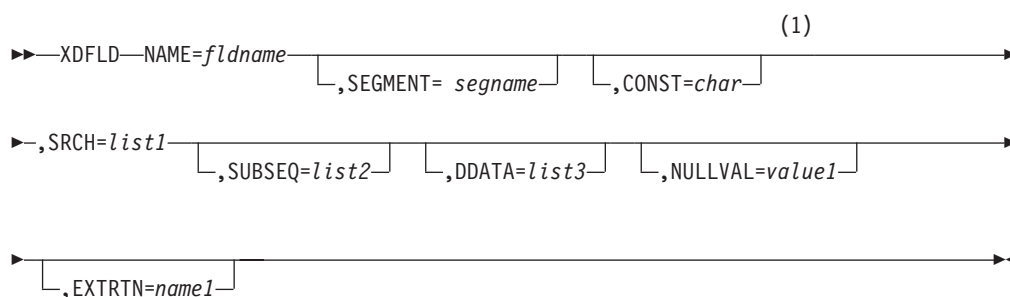 (1)
XDFLD NAME=fldname
,SEGMENT= segname ,CONST=char
,SRCH=list1
,SUBSEQ=list2 ,DDATA=list3 ,NULLVAL=value1
,EXTRTN=name1